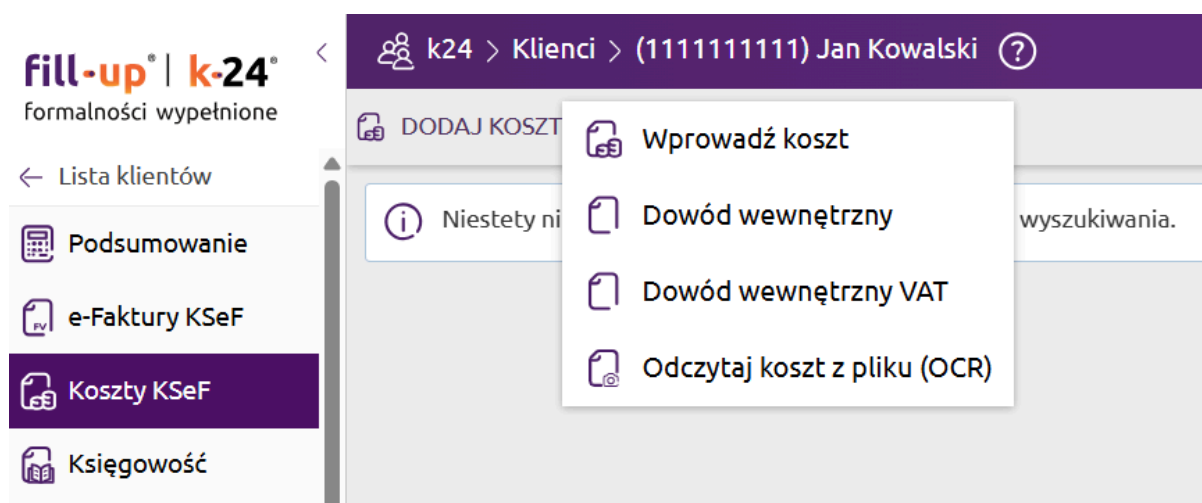 fill-up® | k-24®
formalności wypełnione
k24 > Klienci > (1111111111) Jan Kowalski ?
DODAJ KOSZT
Wprowadź koszt
Dowód wewnętrzny
Dowód wewnętrzny VAT
Odczytaj koszt z pliku (OCR)
Niestety ni wyszukiwania.
← Lista klientów
Podsumowanie
FV e-Faktury KSeF
Koszty KSeF
Księgowość